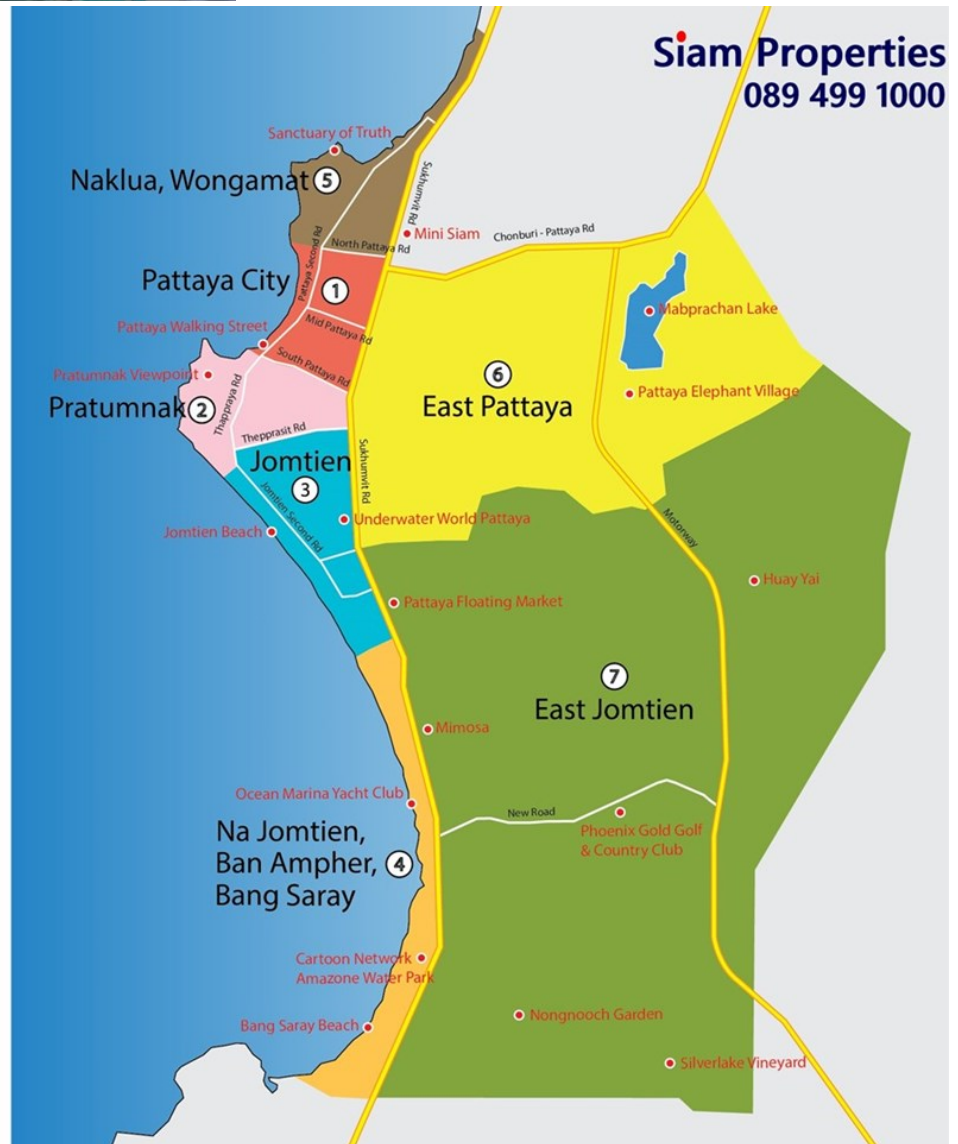 Siam Properties
089 499 1000
Sanctuary of Truth
Naklua, Wongamat 5
Sukhumvit Rd
Mini Siam
Chonburi - Pattaya Rd
North Pattaya Rd
Pattaya Second Rd
Pattaya City
1
Mabprachan Lake
Mid Pattaya Rd
Pattaya Walking Street
South Pattaya Rd
Pratumnak Viewpoint
6
East Pattaya
Pattaya Elephant Village
Pratumnak 2
Thappraya Rd
Thepprasit Rd
Jomtien
3
Sukhumvit Rd
Jomtien Second Rd
Underwater World Pattaya
Jomtien Beach
Motorway
Huay Yai
Pattaya Floating Market
7
East Jomtien
Mimosa
Ocean Marina Yacht Club
New Road
Phoenix Gold Golf
& Country Club
Na Jomtien,
Ban Ampher, 4
Bang Saray
Cartoon Network
Amazone Water Park
Nongnooch Garden
Bang Saray Beach
Silverlake Vineyard